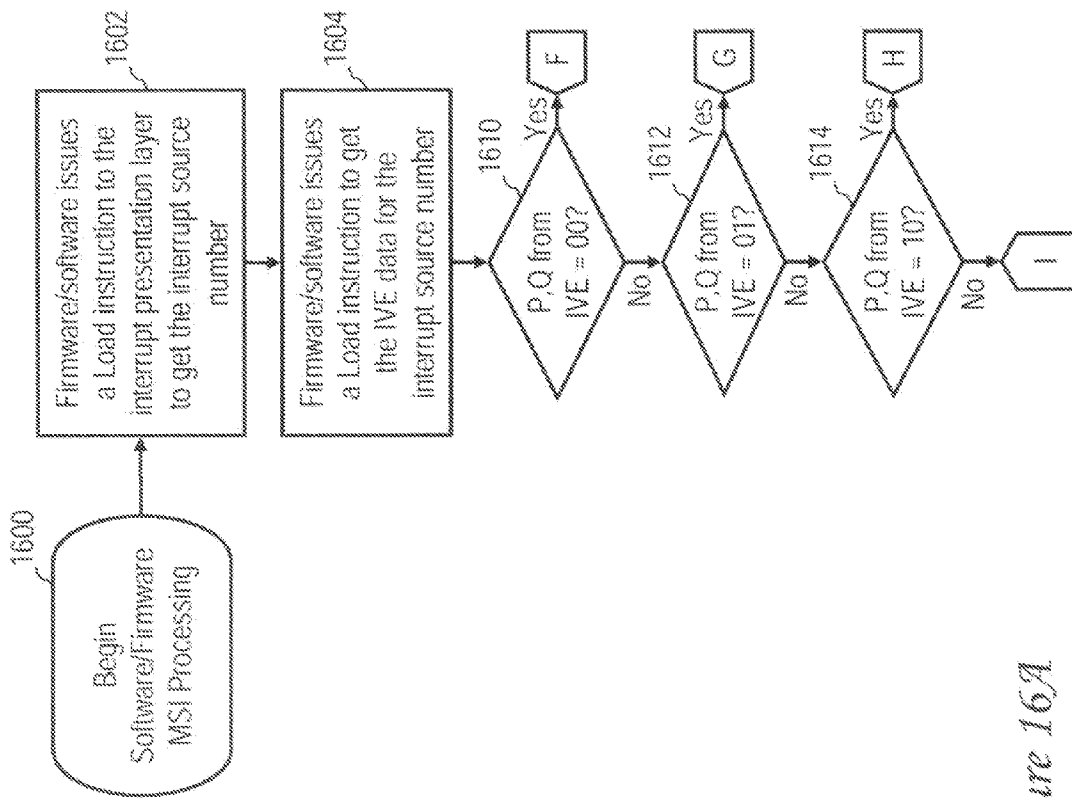 1600
Begin
Software/Firmware
MSI Processing
1602
Firmware/software issues
a Load instruction to the
interrupt presentation layer
to get the interrupt source
number
1604
Firmware/software issues
a Load instruction to get
the IVE data for the
interrupt source number
1610
P,Q from
IVE = 00?
Yes
F
No
1612
P,Q from
IVE = 01?
Yes
G
No
1614
P,Q from
IVE = 10?
Yes
H
No
I
ure 16A